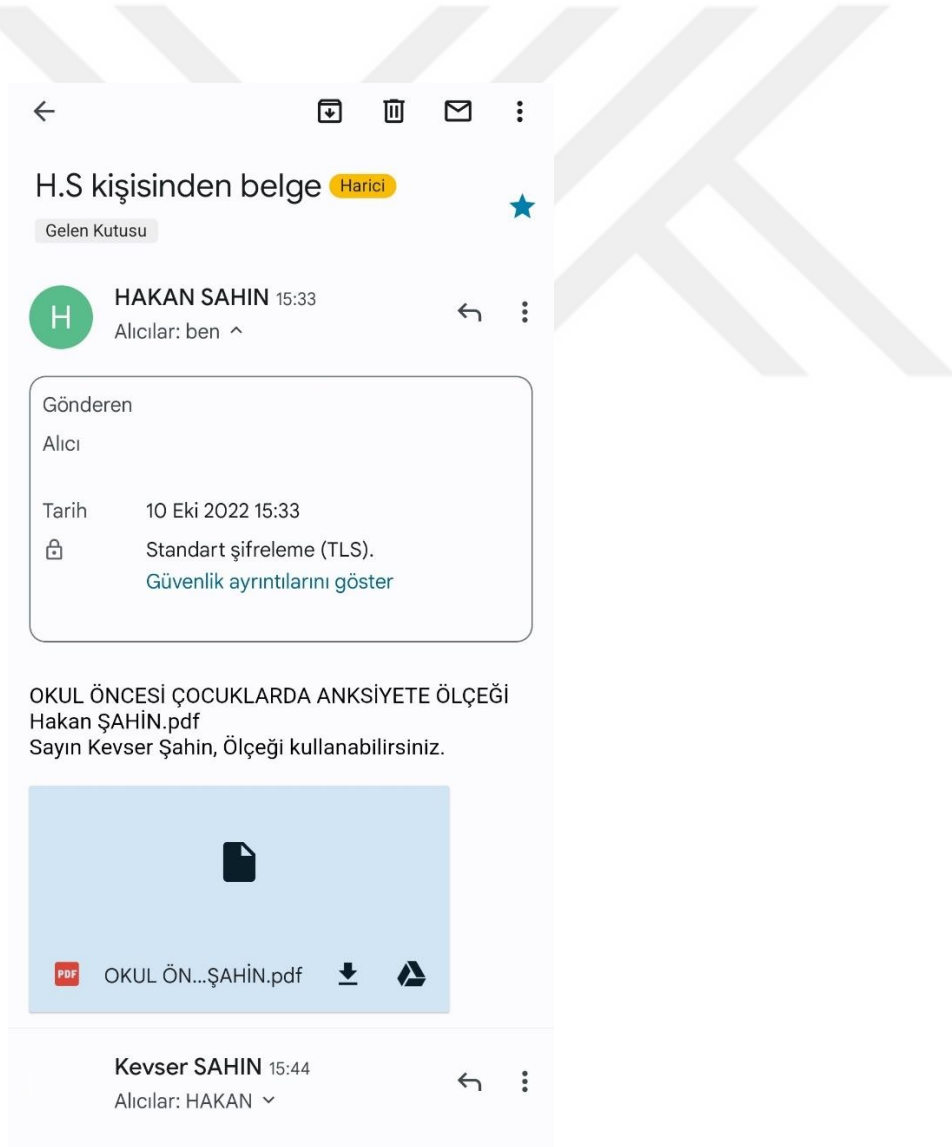 H.S kişisinden belge Harici
Gelen Kutusu
H
HAKAN SAHIN 15:33
Alıcılar: ben
Gönderen
Alıcı
Tarih 10 Eki 2022 15:33
Standart şifreleme (TLS).
Güvenlik ayrıntılarını göster
OKUL ÖNCESİ ÇOCUKLARDA ANKSİYETE ÖLÇEĞİ
Hakan ŞAHİN.pdf
Sayın Kevser Şahin, Ölçeği kullanabilirsiniz.
PDF OKUL ÖN...ŞAHİN.pdf
Kevser SAHIN 15:44
Alıcılar: HAKAN